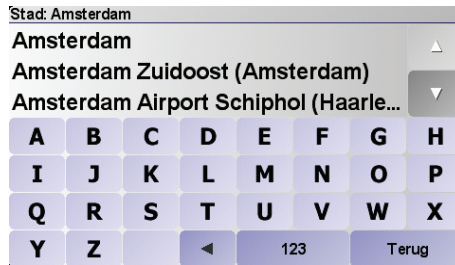 Stad: Amsterdam
Amsterdam
Amsterdam Zuidoost (Amsterdam)
Amsterdam Airport Schiphol (Haarle...
A B C D E F G H
I J K L M N O P
Q R S T U V W X
Y Z 123 Terug